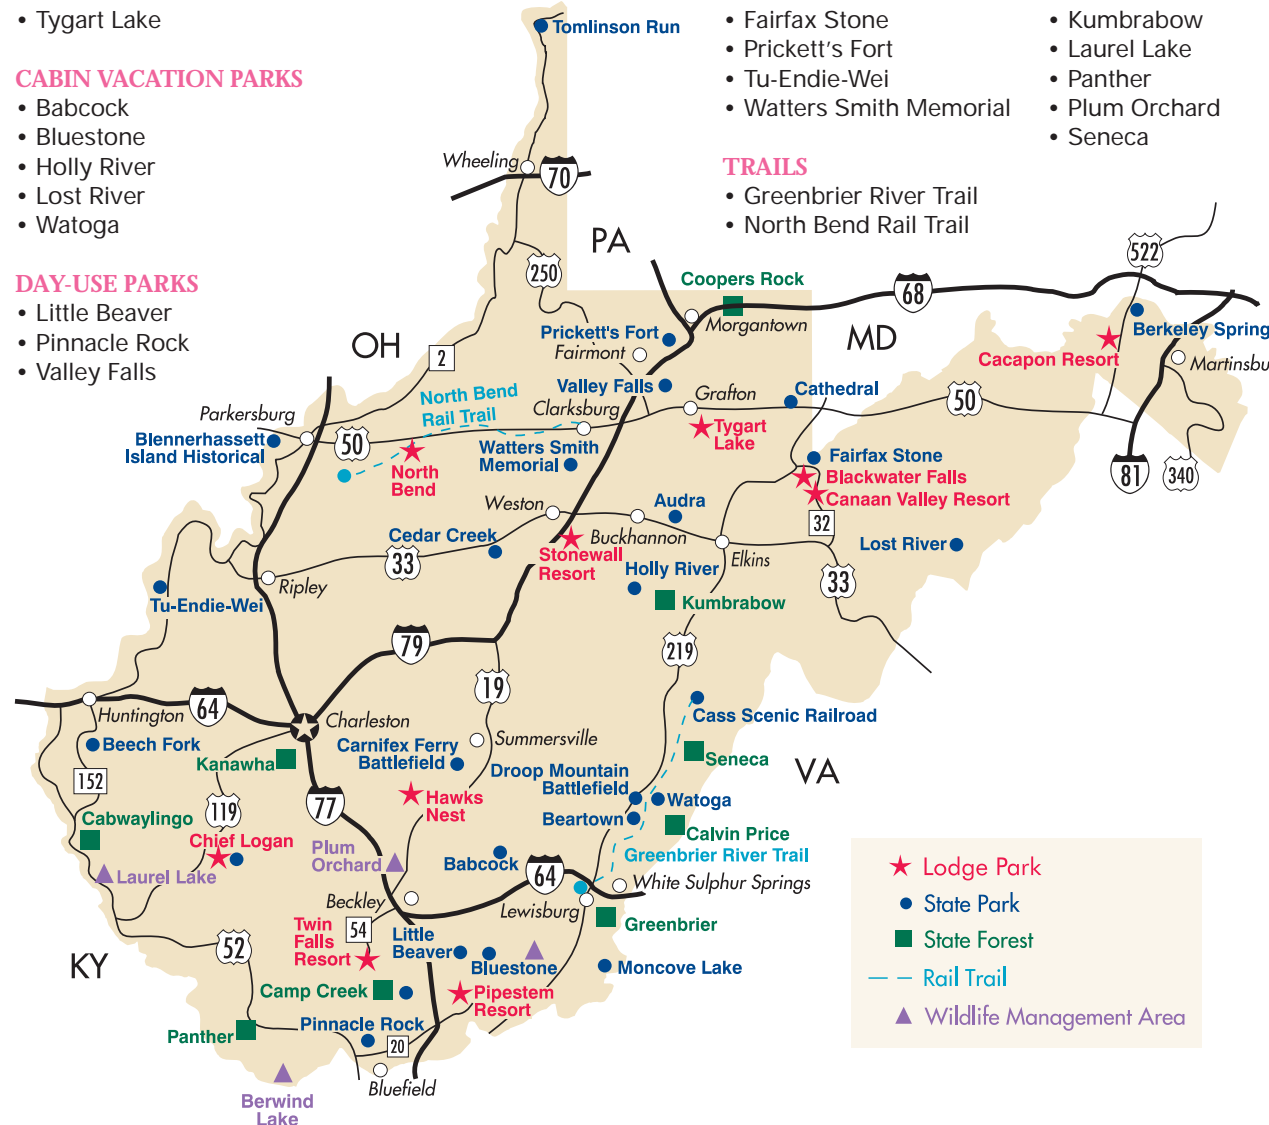 • Tygart Lake
CABIN VACATION PARKS
• Babcock
• Bluestone
• Holly River
• Lost River
• Watoga
DAY-USE PARKS
• Little Beaver
• Pinnacle Rock
• Valley Falls
• Fairfax Stone
• Prickett's Fort
• Tu-Endie-Wei
• Watters Smith Memorial
TRAILS
• Greenbrier River Trail
• North Bend Rail Trail
• Kumbrabow
• Laurel Lake
• Panther
• Plum Orchard
• Seneca
Tomlinson Run
Wheeling
70
PA
250
522
Coopers Rock
68
Morgantown
OH
2
Prickett's Fort
Fairmont
MD
Berkeley Spring
Cacapon Resort
Martinsbu
Valley Falls
Cathedral
North Bend
Rail Trail
Clarksburg
Grafton
50
Parkersburg
Blennerhassett
Island Historical
50
Watters Smith
Memorial
Tygart
Lake
North
Bend
Fairfax Stone
Blackwater Falls
Canaan Valley Resort
81
340
Weston
Audra
32
Cedar Creek
33
Buckhannon
Stonewall
Resort
Elkins
Lost River
Ripley
Holly River
33
Tu-Endie-Wei
Kumbrabow
79
219
19
64
Huntington
Charleston
Cass Scenic Railroad
Beech Fork
Summersville
Carnifex Ferry
Battlefield
Kanawha
Seneca
VA
152
Droop Mountain
Battlefield
Watoga
119
77
Hawks
Nest
Beartown
Cabwaylingo
Calvin Price
Chief Logan
Plum
Orchard
Greenbrier River Trail
Laurel Lake
Babcock
64
White Sulphur Springs
Beckley
Lewisburg
54
Twin
Falls
Resort
Little
Beaver
Greenbrier
52
KY
Bluestone
Moncove Lake
Camp Creek
Pipestem
Resort
Panther
Pinnacle Rock
20
Bluefield
Berwind
Lake
Lodge Park
State Park
State Forest
Rail Trail
Wildlife Management Area